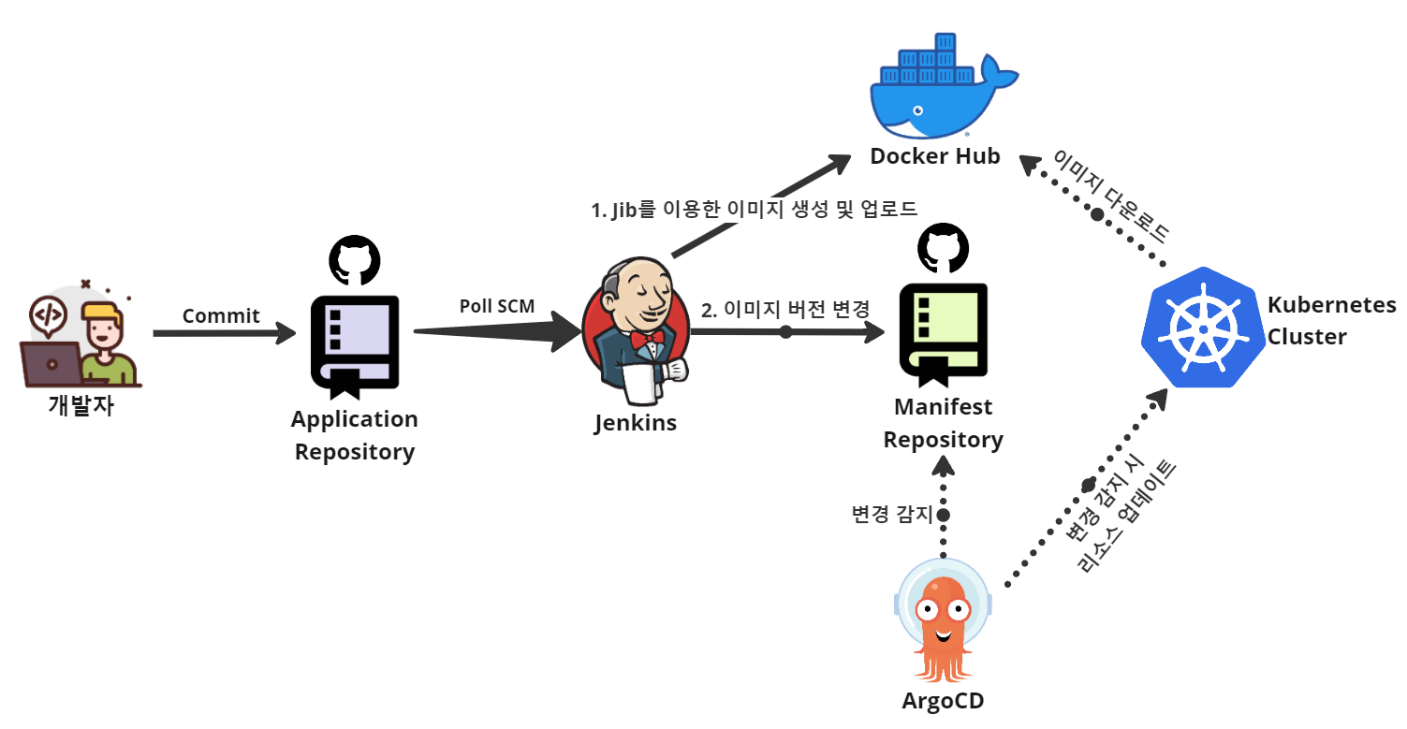 Docker Hub
이미지 다운로드
1. Jib를 이용한 이미지 생성 및 업로드
Commit
Poll SCM
2. 이미지 버전 변경
Kubernetes
Cluster
개발자
Application
Repository
Jenkins
Manifest
Repository
변경 감지
변경 감지 시
리소스 업데이트
ArgoCD